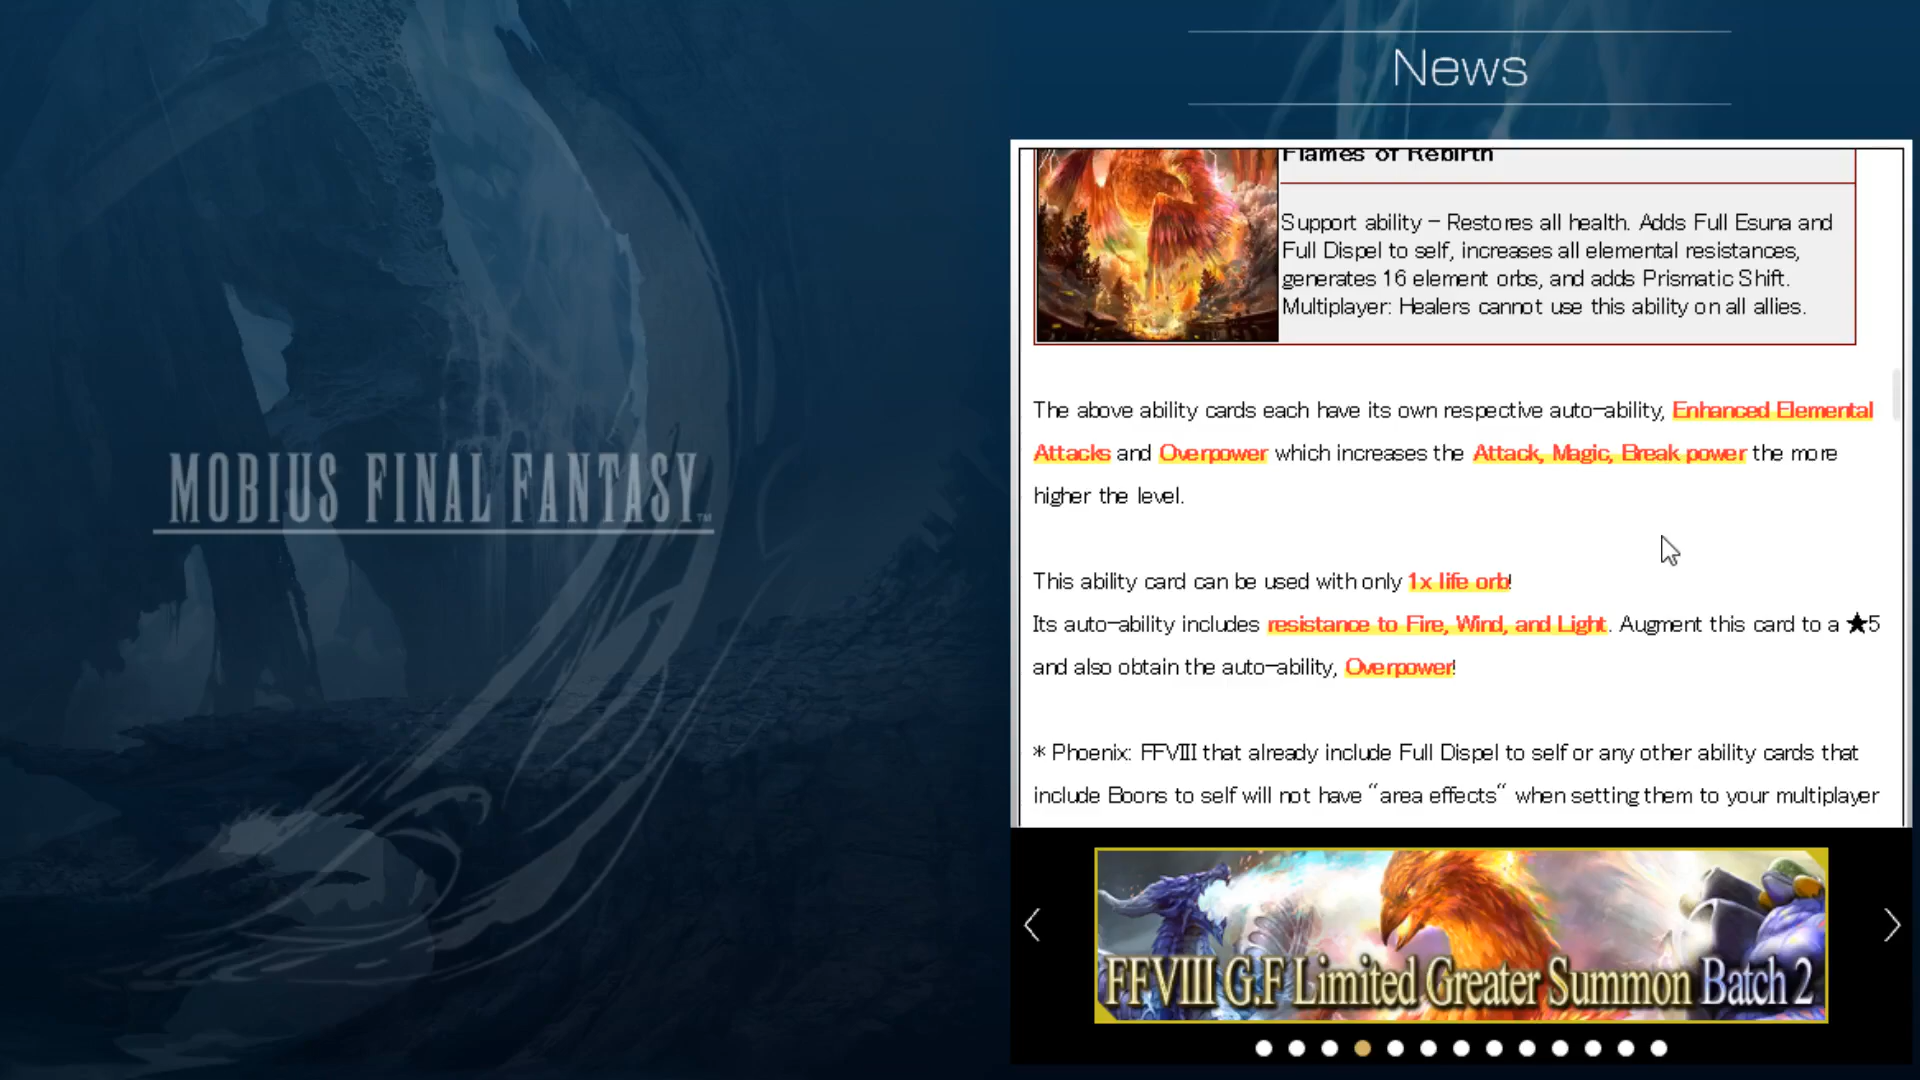 News
Flames of Rebirth
Support ability – Restores all health. Adds Full Esuna and
Full Dispel to self, increases all elemental resistances,
generates 16 element orbs, and adds Prismatic Shift.
Multiplayer: Healers cannot use this ability on all allies.
The above ability cards each have its own respective auto-ability, Enhanced Elemental
Attacks and Overpower which increases the Attack, Magic, Break power the more
higher the level.
This ability card can be used with only 1x life orb!
Its auto-ability includes resistance to Fire, Wind, and Light. Augment this card to a ★5
and also obtain the auto-ability, Overpower!
* Phoenix: FFVIII that already include Full Dispel to self or any other ability cards that
include Boons to self will not have “area effects“ when setting them to your multiplayer
MOBIUS FINAL FANTASY™
FFVIII G.F Limited Greater Summon Batch 2